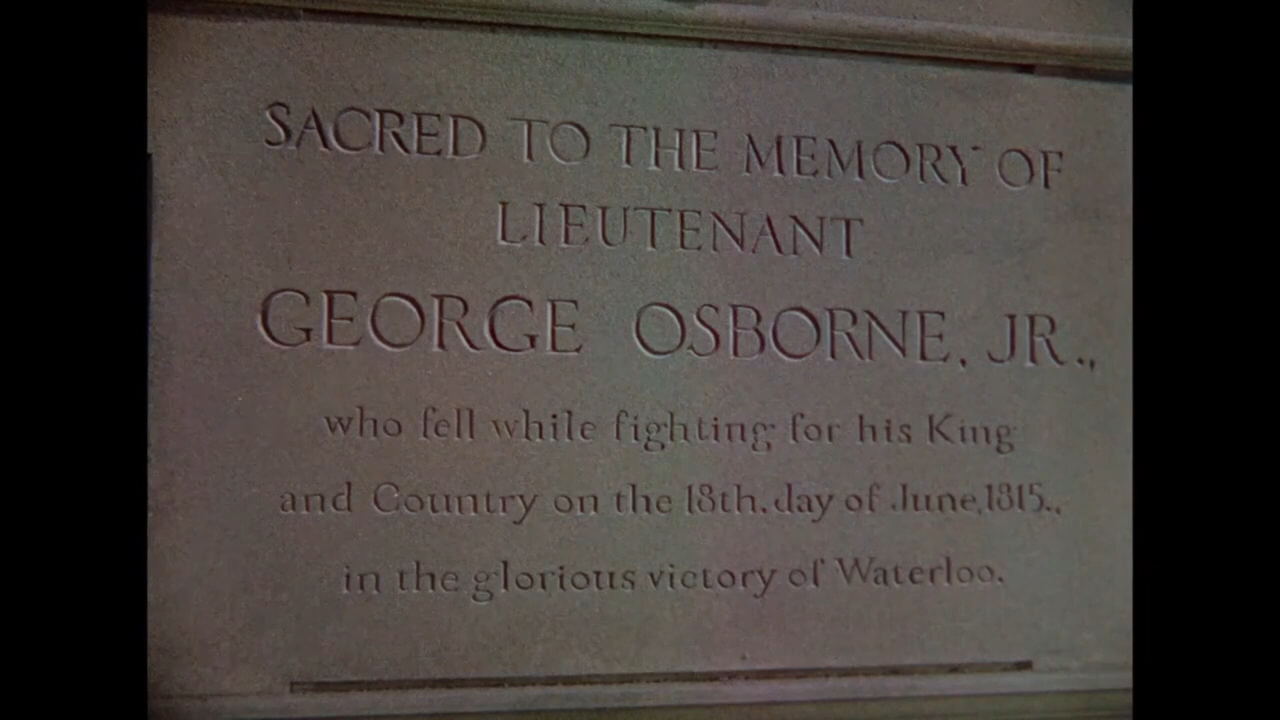 SACRED TO THE MEMORY OF
LIEUTENANT
GEORGE OSBORNE, JR.,
who fell while fighting for his King
and Country on the 18th. day of June, 1815.,
in the glorious victory of Waterloo.